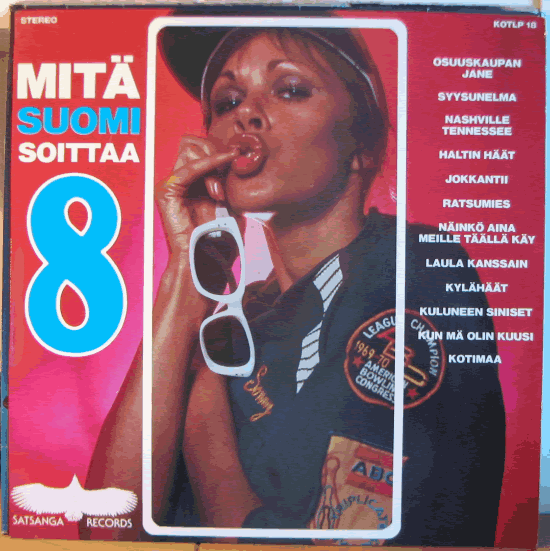 STEREO
KOTLP 18
MITÄ
SUOMI
SOITTAA
8
OSUUSKAUPAN
JANE
SYYSUNELMA
NASHVILLE
TENNESSEE
HALTIN HÄÄT
JOKKANTII
RATSUMIES
NÄINKÖ AINA
MEILLE TÄÄLLÄ KÄY
LAULA KANSSAIN
KYLÄHÄÄT
KULUNEEN SINISET
KUN MÄ OLIN KUUSI
KOTIMAA
LEAGUE CHAMPION
1969-70
AMERICAN
BOWLING
CONGRESS
Sonny
ABC
SATSANGA RECORDS